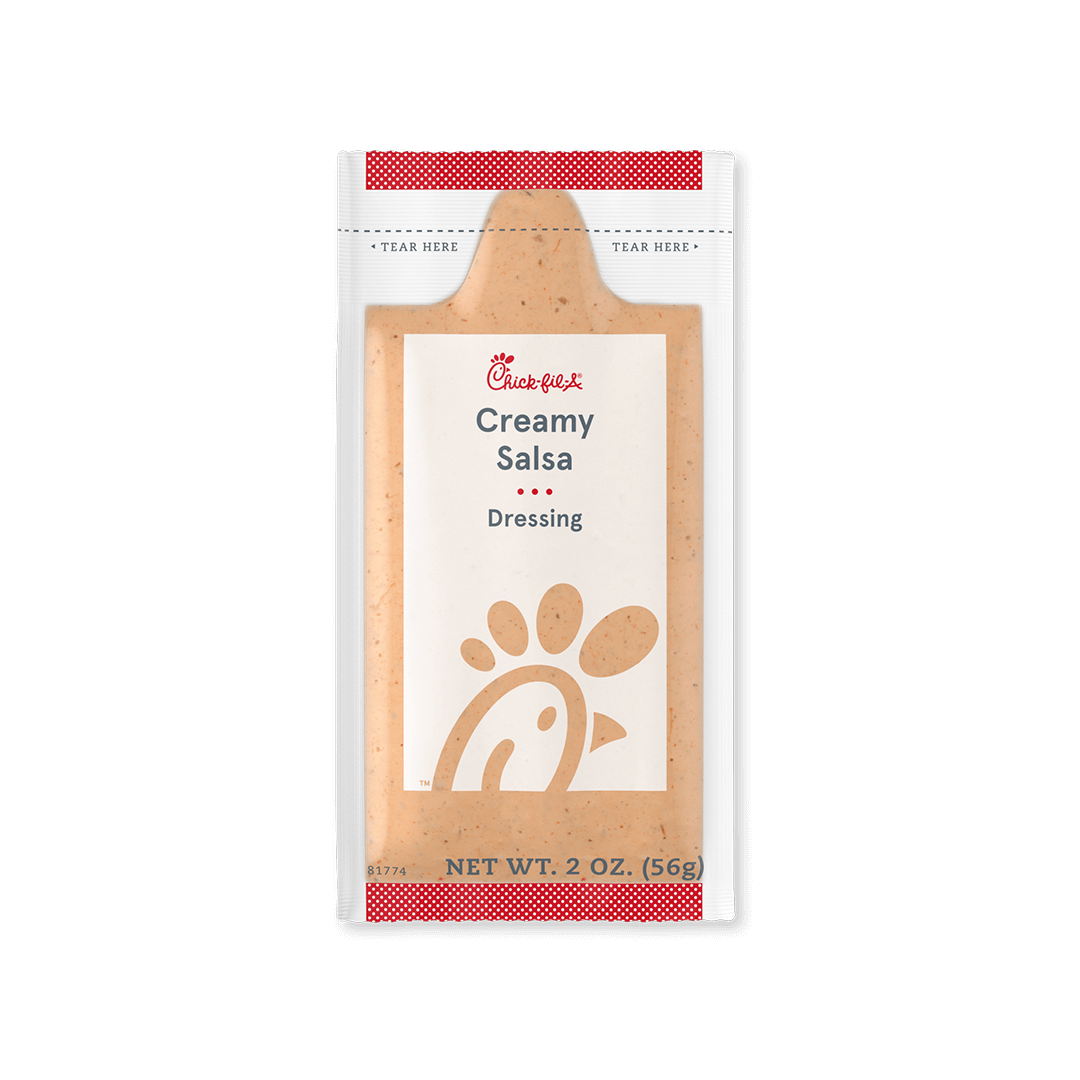 ◂ TEAR HERE TEAR HERE ▸
Chick-fil-A®
Creamy
Salsa
Dressing
™
81774 NET WT. 2 OZ. (56g)